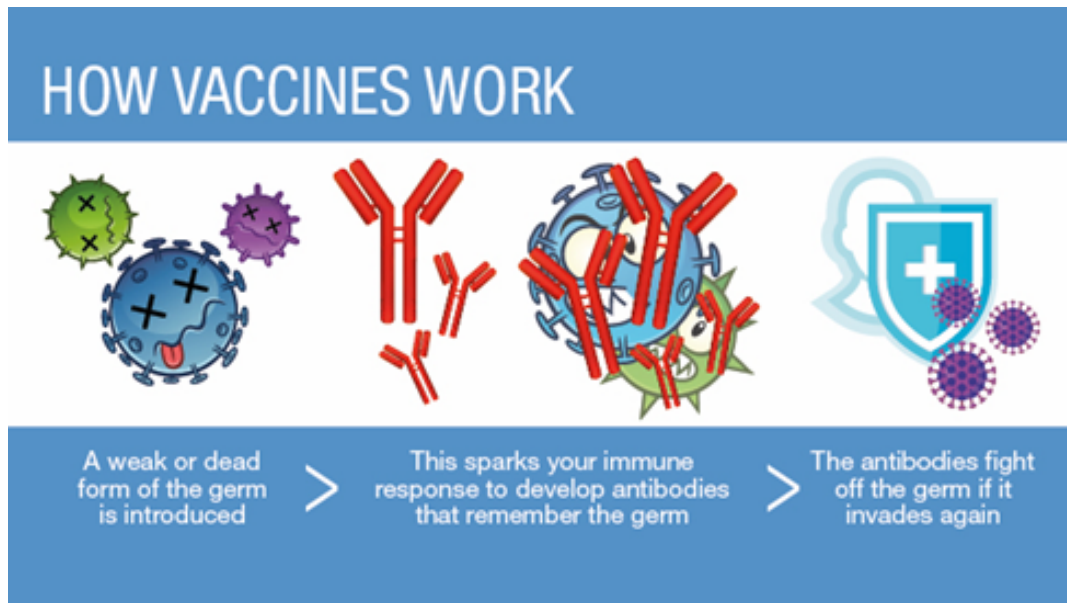 HOW VACCINES WORK
A weak or dead
form of the germ
is introduced
>
This sparks your immune
response to develop antibodies
that remember the germ
>
The antibodies fight
off the germ if it
invades again